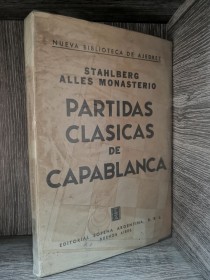 NUEVA BIBLIOTECA DE AJEDREZ
STAHLBERG
ALLES MONASTERIO
PARTIDAS
CLASICAS
DE
CAPABLANCA
EDITORIAL SOPENA ARGENTINA, S. R. L.
BUENOS AIRES